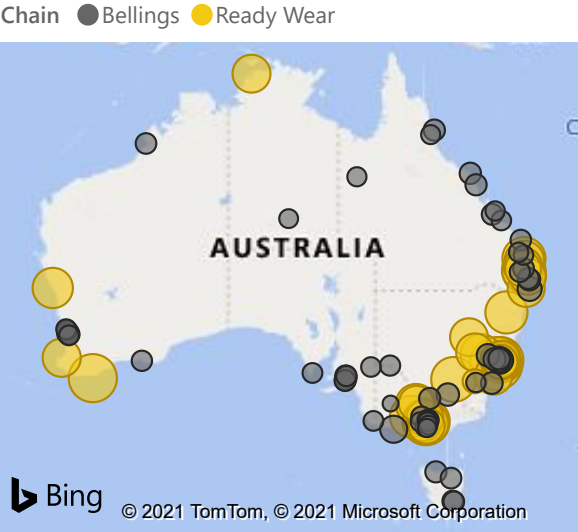 Chain Bellings Ready Wear
AUSTRALIA
Bing
© 2021 TomTom, © 2021 Microsoft Corporation